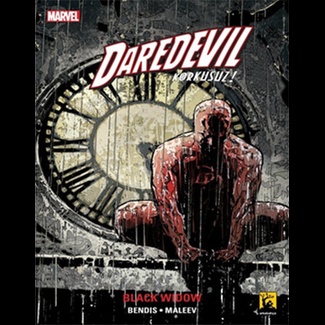 MARVEL
DAREDEVIL
KORKUSUZ!
BLACK WIDOW
BENDIS • MALEEV